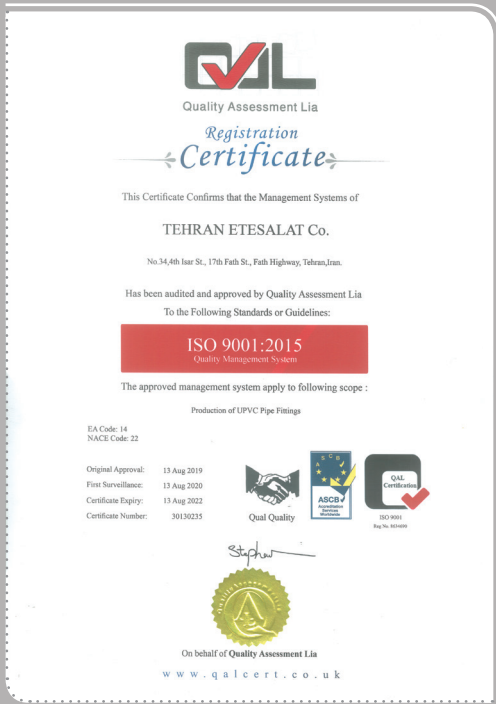 QAL
Quality Assessment Lia
Registration
Certificate
This Certificate Confirms that the Management Systems of
TEHRAN ETESALAT Co.
No.34,4th Isar St., 17th Fath St., Fath Highway, Tehran,Iran.
Has been audited and approved by Quality Assessment Lia
To the Following Standards or Guidelines:
ISO 9001:2015
Quality Management System
The approved management system apply to following scope :
Production of UPVC Pipe Fittings
EA Code: 14
NACE Code: 22
Original Approval: 13 Aug 2019
First Surveillance: 13 Aug 2020
Certificate Expiry: 13 Aug 2022
Certificate Number: 30130235
Qual Quality
ASCB
Accreditation
Services
Worldwide
QAL
Certification
ISO 9001
Stephen
On behalf of Quality Assessment Lia
www.qalcert.co.uk